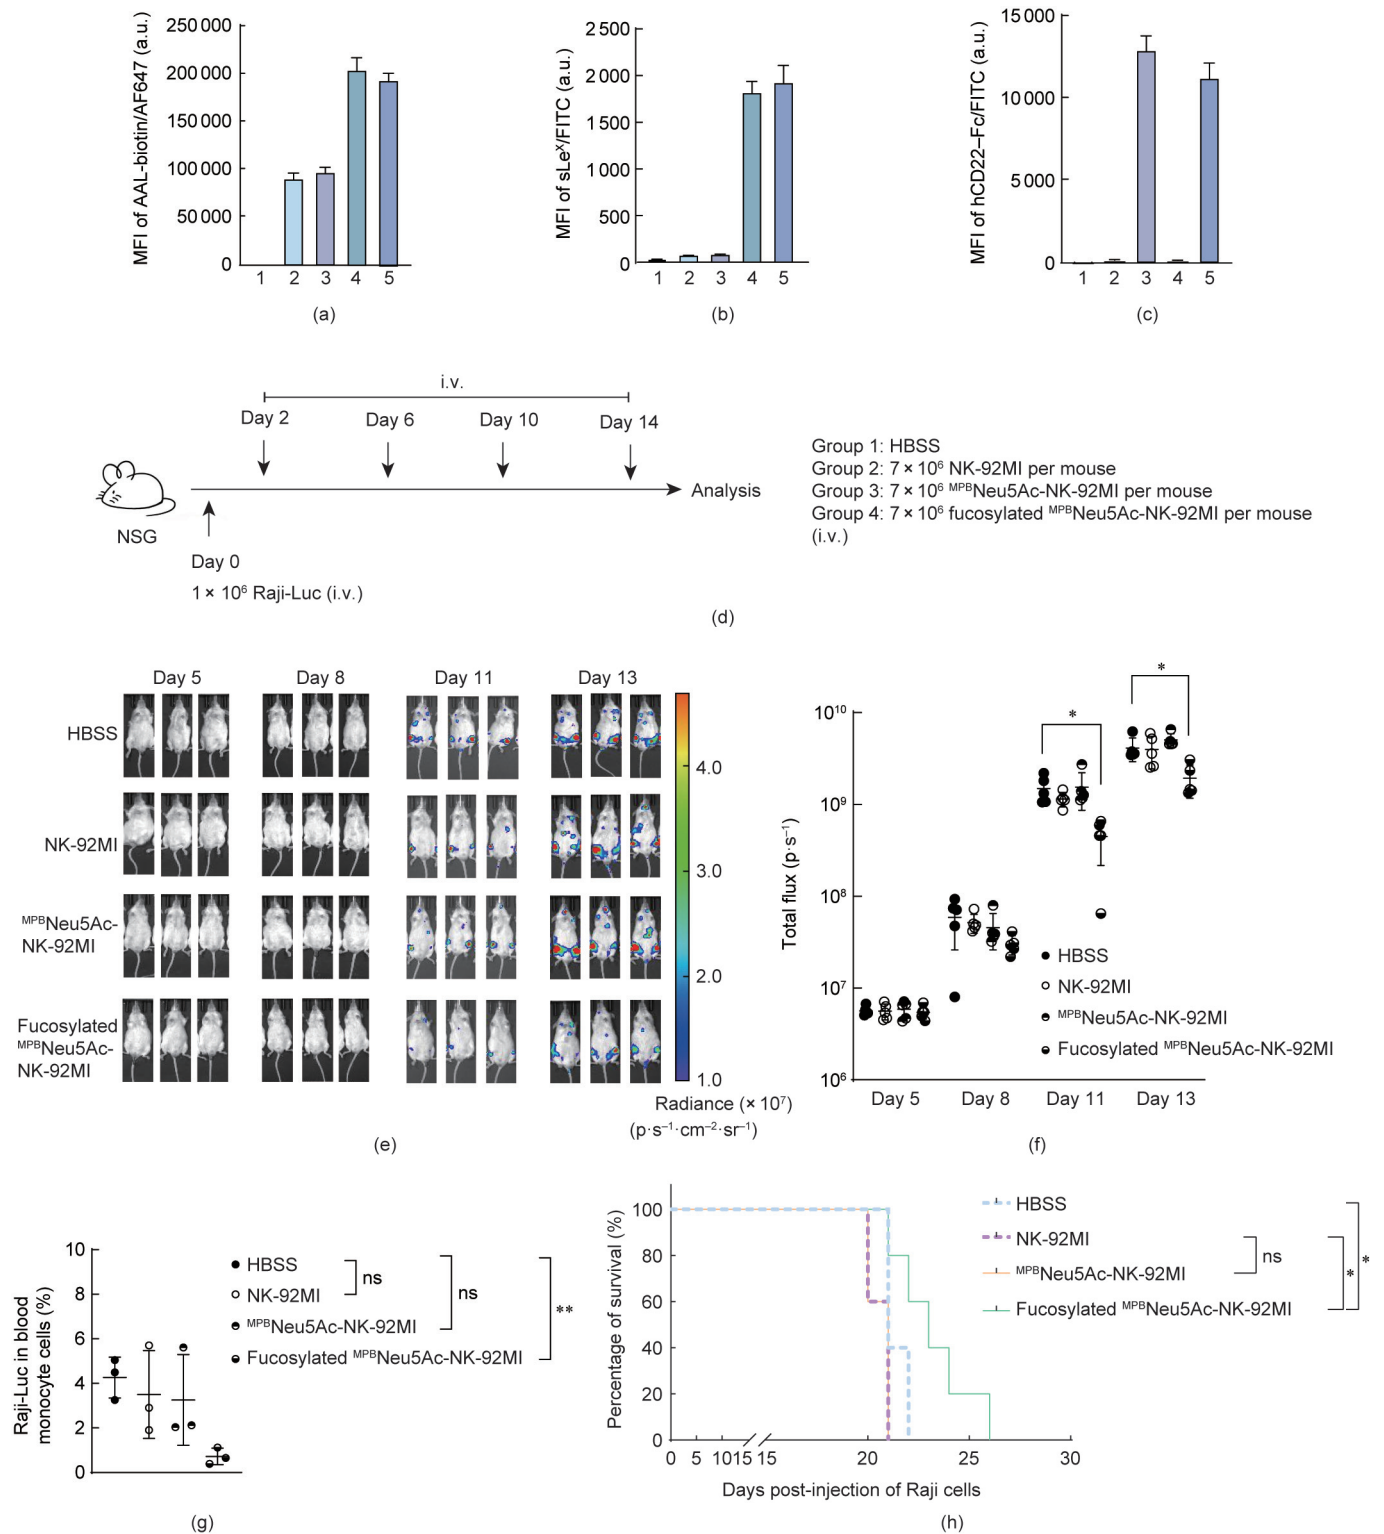 MFI of AAL-biotin/AF647 (a.u.)
250 000
200 000
150 000
100 000
50 000
0
1 2 3 4 5
(a)
MFI of sLeˣ/FITC (a.u.)
2 500
2 000
1 500
1 000
500
0
1 2 3 4 5
(b)
MFI of hCD22–Fc/FITC (a.u.)
15 000
10 000
5 000
0
1 2 3 4 5
(c)
i.v.
Day 2 Day 6 Day 10 Day 14
Analysis
NSG
Day 0
1 × 10⁶ Raji-Luc (i.v.)
Group 1: HBSS
Group 2: 7 × 10⁶ NK-92MI per mouse
Group 3: 7 × 10⁶ ᴹᴾᴮNeu5Ac-NK-92MI per mouse
Group 4: 7 × 10⁶ fucosylated ᴹᴾᴮNeu5Ac-NK-92MI per mouse
(i.v.)
(d)
Day 5 Day 8 Day 11 Day 13
HBSS
NK-92MI
ᴹᴾᴮNeu5Ac-
NK-92MI
Fucosylated
ᴹᴾᴮNeu5Ac-
NK-92MI
4.0
3.0
2.0
1.0
Radiance (× 10⁷)
(p·s⁻¹·cm⁻²·sr⁻¹)
(e)
Total flux (p·s⁻¹)
10¹⁰
10⁹
10⁸
10⁷
10⁶
*
*
HBSS
NK-92MI
ᴹᴾᴮNeu5Ac-NK-92MI
Fucosylated ᴹᴾᴮNeu5Ac-NK-92MI
Day 5 Day 8 Day 11 Day 13
(f)
Raji-Luc in blood
monocyte cells (%)
10
8
6
4
2
0
HBSS
NK-92MI
ᴹᴾᴮNeu5Ac-NK-92MI
Fucosylated ᴹᴾᴮNeu5Ac-NK-92MI
ns
ns
**
(g)
Percentage of survival (%)
100
80
60
40
20
0
0 5 10 15 15 20 25 30
Days post-injection of Raji cells
HBSS
NK-92MI
ᴹᴾᴮNeu5Ac-NK-92MI
Fucosylated ᴹᴾᴮNeu5Ac-NK-92MI
ns
*
*
(h)